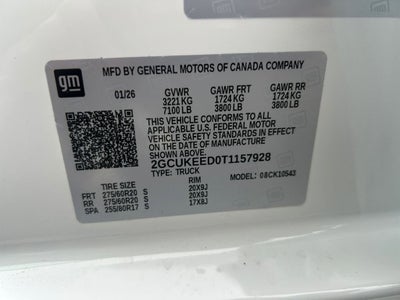 gm
MFD BY GENERAL MOTORS OF CANADA COMPANY
01/26 GVWR GAWR FRT GAWR RR
3221 KG 1724 KG 1724 KG
7100 LB 3800 LB 3800 LB
THIS VEHICLE CONFORMS TO ALL
APPLICABLE U.S. FEDERAL MOTOR
VEHICLE SAFETY STANDARDS IN EFFECT
ON THE DATE OF MANUFACTURE SHOWN ABOVE.
2GCUKEED0T1157928
TYPE: TRUCK MODEL: 08CK10543
TIRE SIZE RIM
FRT 275/60R20 S 20X9J
RR 275/60R20 S 20X9J
SPA 255/80R17 S 17X8J